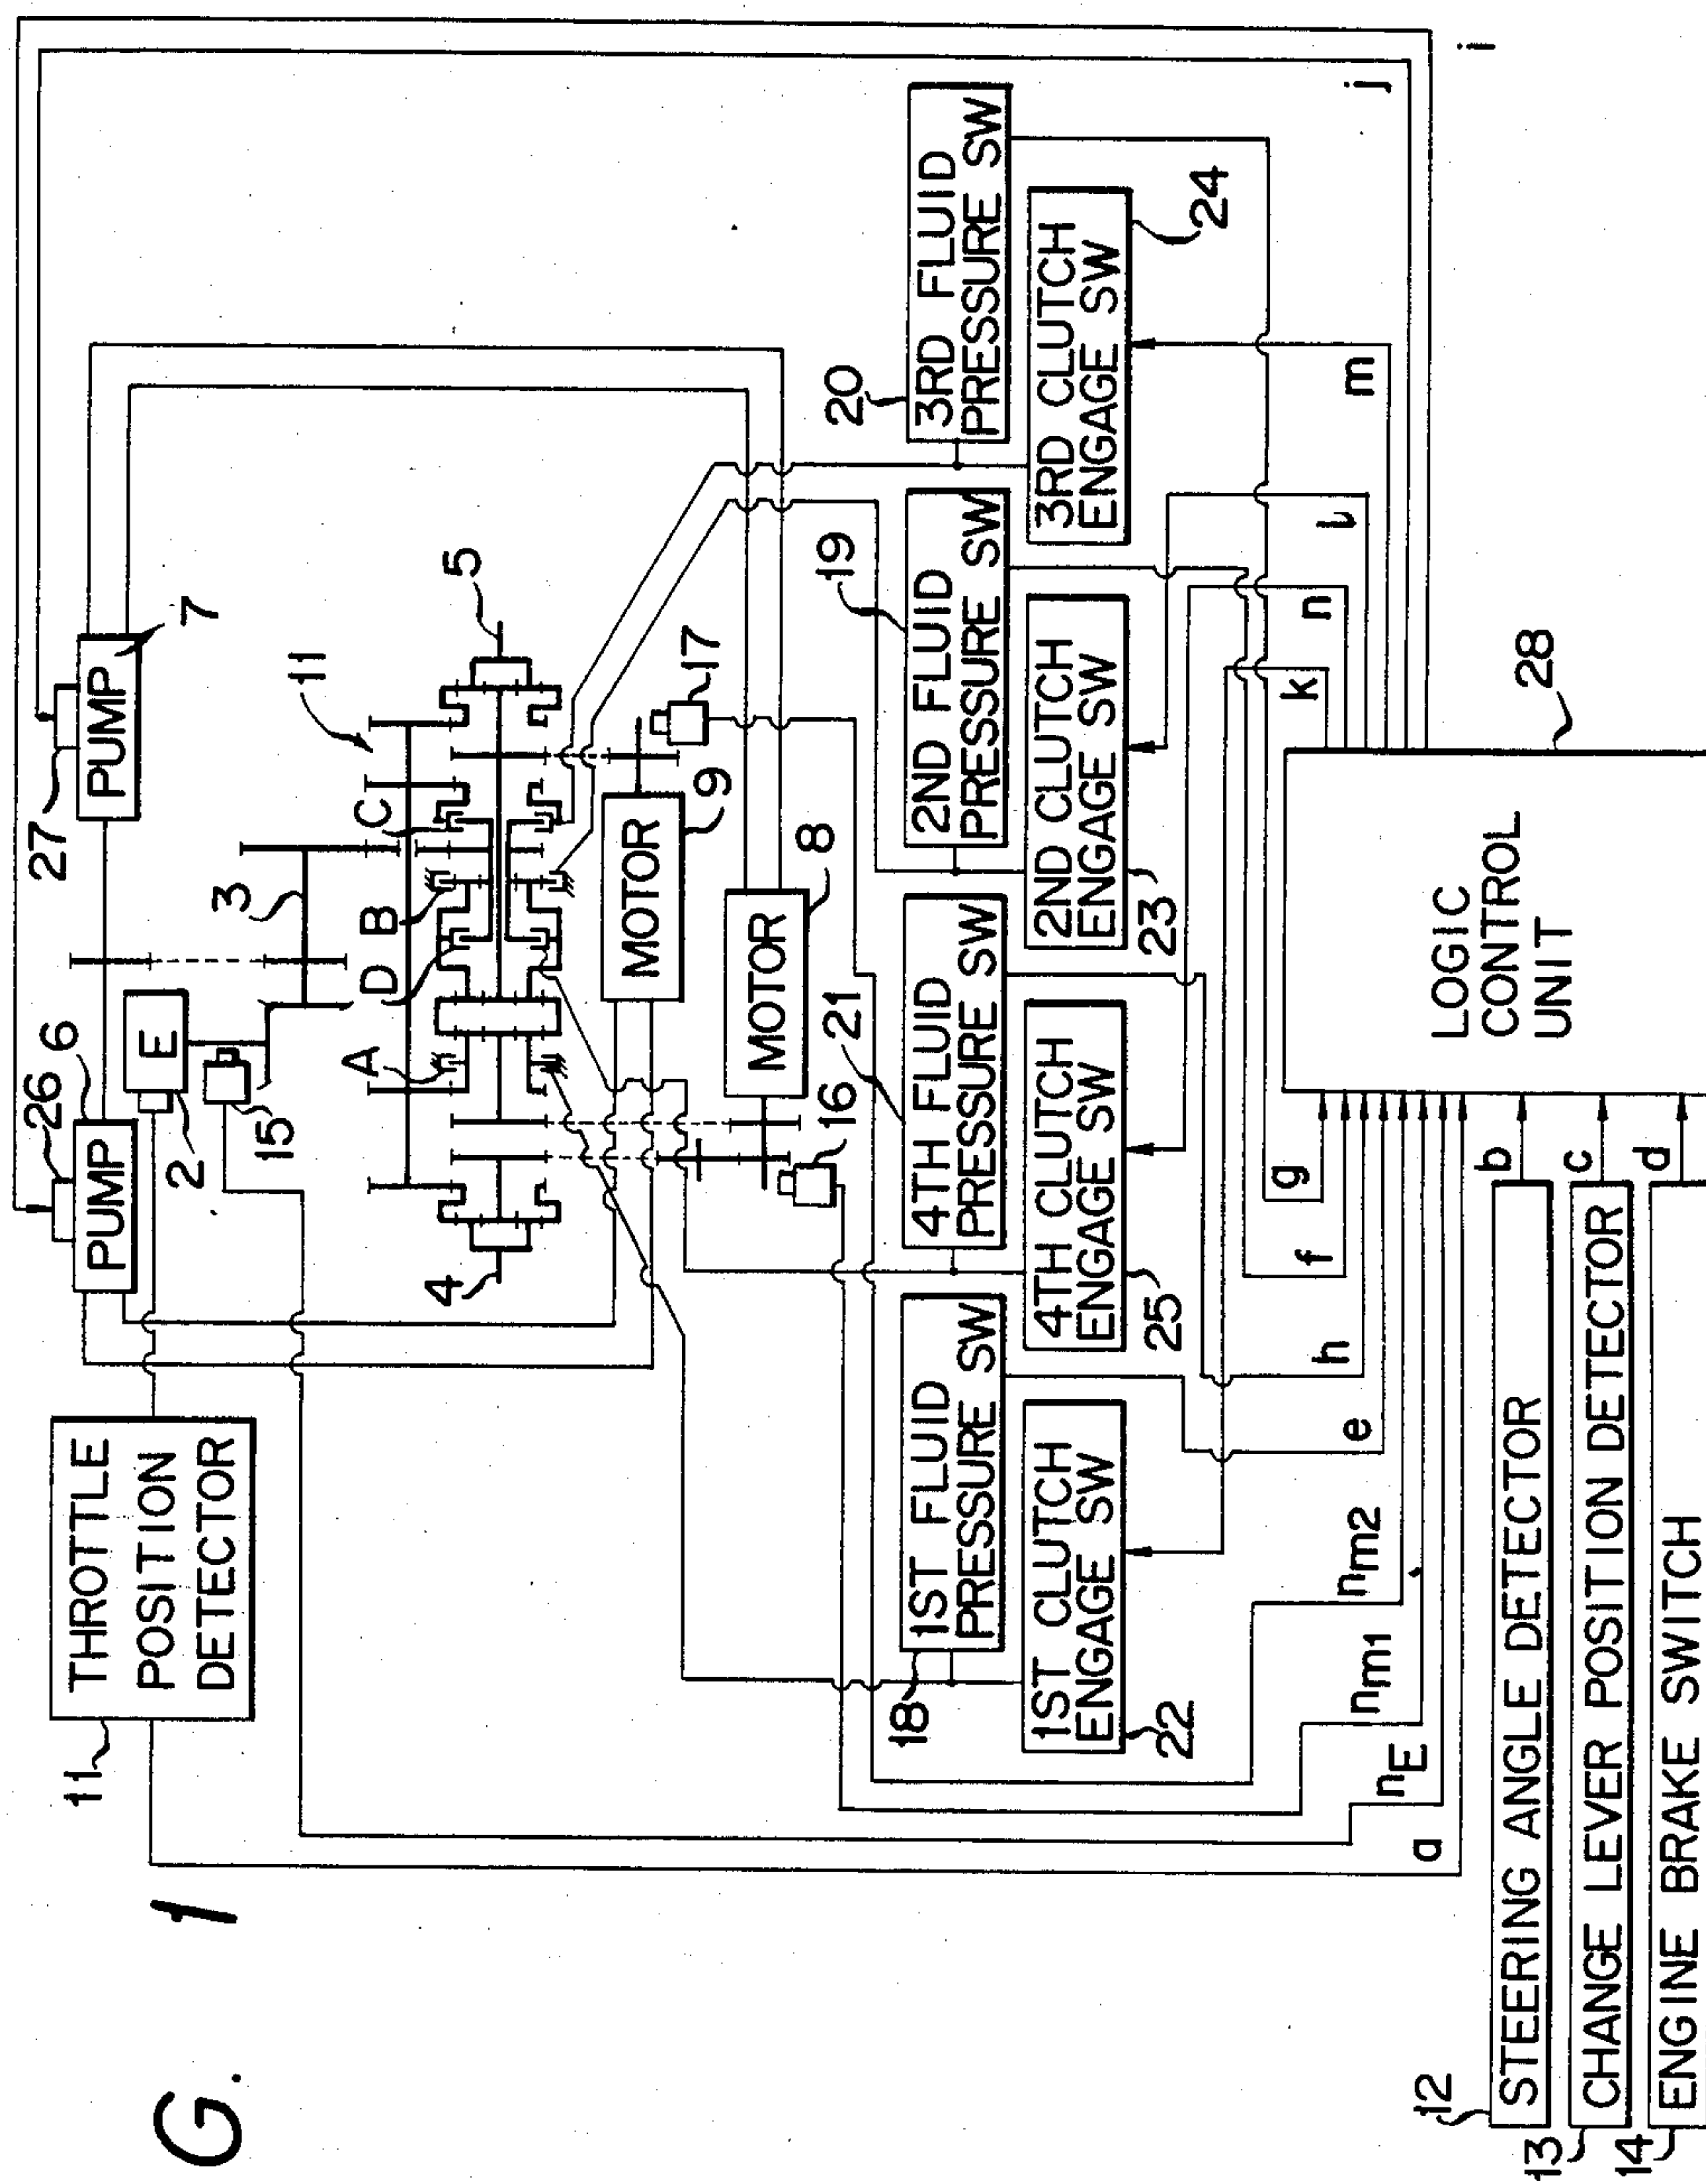 G. 1
11
THROTTLE
POSITION
DETECTOR
26
PUMP
6
2
E
15
3
27
PUMP
7
11
4
A
D
B
C
5
17
MOTOR
9
MOTOR
8
16
18
1ST FLUID
PRESSURE SW
21
4TH FLUID
PRESSURE SW
19
2ND FLUID
PRESSURE SW
20
3RD FLUID
PRESSURE SW
22
1ST CLUTCH
ENGAGE SW
25
4TH CLUTCH
ENGAGE SW
23
2ND CLUTCH
ENGAGE SW
24
3RD CLUTCH
ENGAGE SW
a
nE
nm1
nm2
e
h
f
g
k
n
l
m
j
i
28
LOGIC
CONTROL
UNIT
12
STEERING ANGLE DETECTOR
b
13
CHANGE LEVER POSITION DETECTOR
c
14
ENGINE BRAKE SWITCH
d